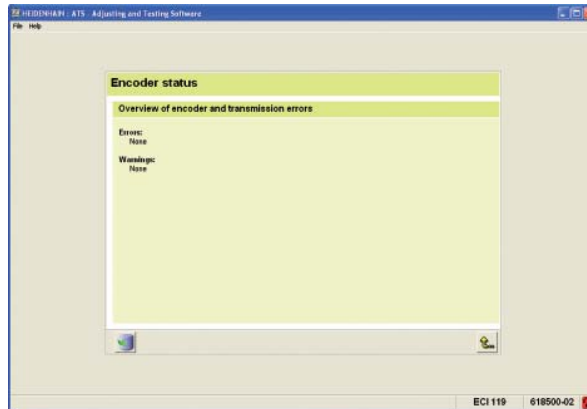 HEIDENHAIN : ATS - Adjusting and Testing Software
File Help
Encoder status
Overview of encoder and transmission errors
Errors:
None
Warnings:
None
ECI 119 618500-02